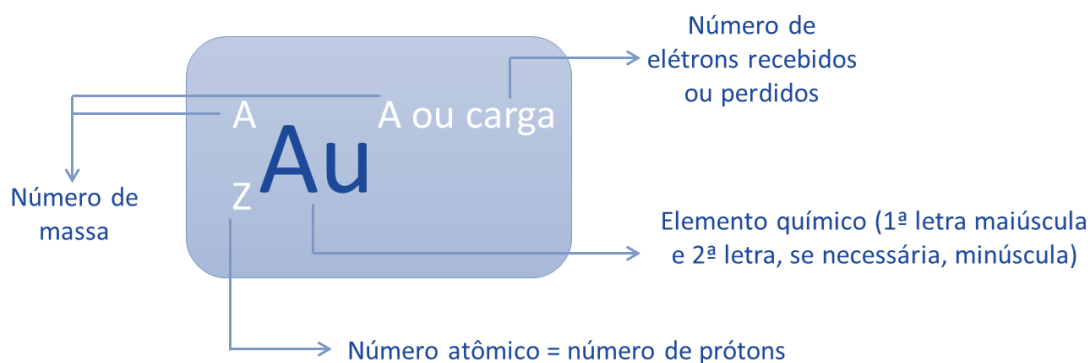 Número de
elétrons recebidos
ou perdidos
A
A ou carga
Au
Z
Número de
massa
Elemento químico (1ª letra maiúscula
e 2ª letra, se necessária, minúscula)
Número atômico = número de prótons